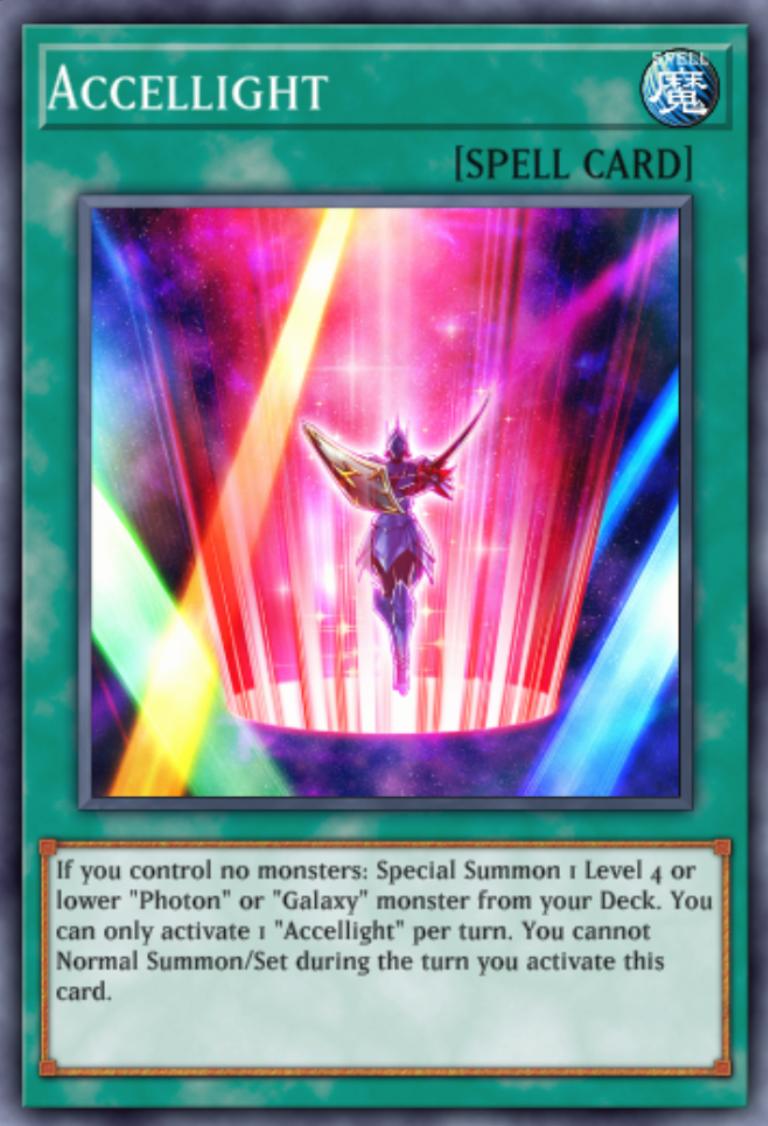 ACCELLIGHT
SPELL
魔
[SPELL CARD]
If you control no monsters: Special Summon 1 Level 4 or
lower "Photon" or "Galaxy" monster from your Deck. You
can only activate 1 "Accellight" per turn. You cannot
Normal Summon/Set during the turn you activate this
card.